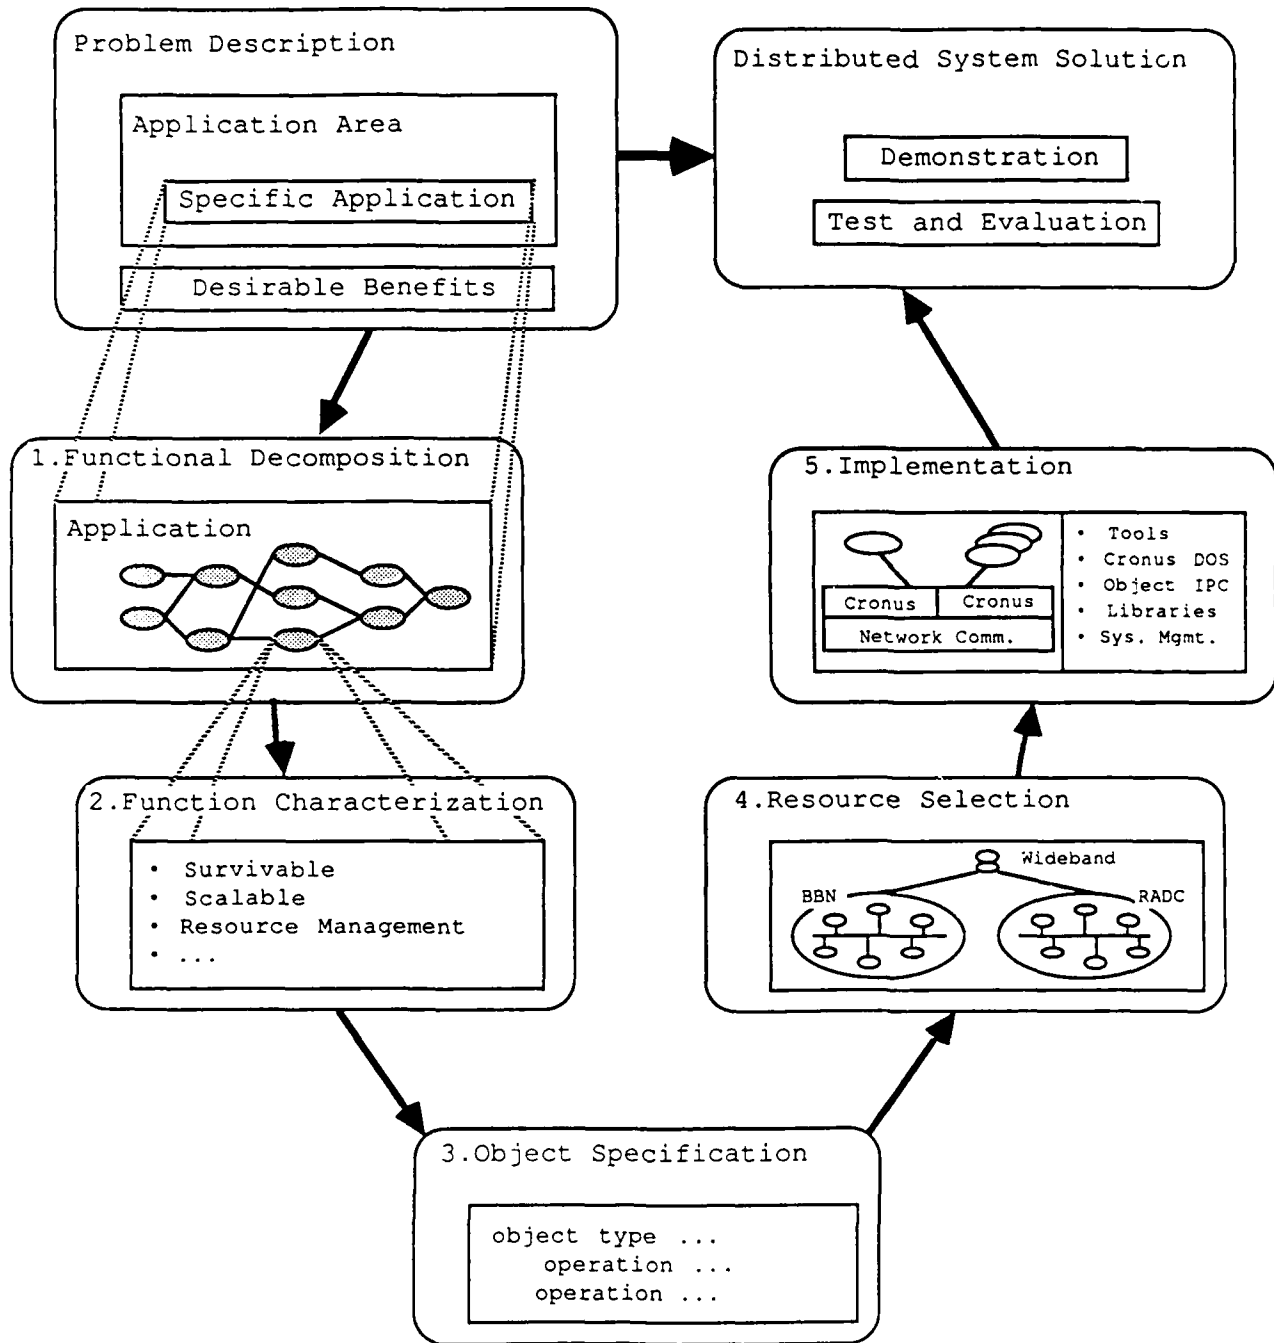 Problem Description
Application Area
Specific Application
Desirable Benefits
Distributed System Solution
Demonstration
Test and Evaluation
1.Functional Decomposition
Application
2.Function Characterization
• Survivable
• Scalable
• Resource Management
• ...
3.Object Specification
object type ...
operation ...
operation ...
4.Resource Selection
Wideband
BBN
RADC
5.Implementation
Cronus
Cronus
Network Comm.
• Tools
• Cronus DOS
• Object IPC
• Libraries
• Sys. Mgmt.